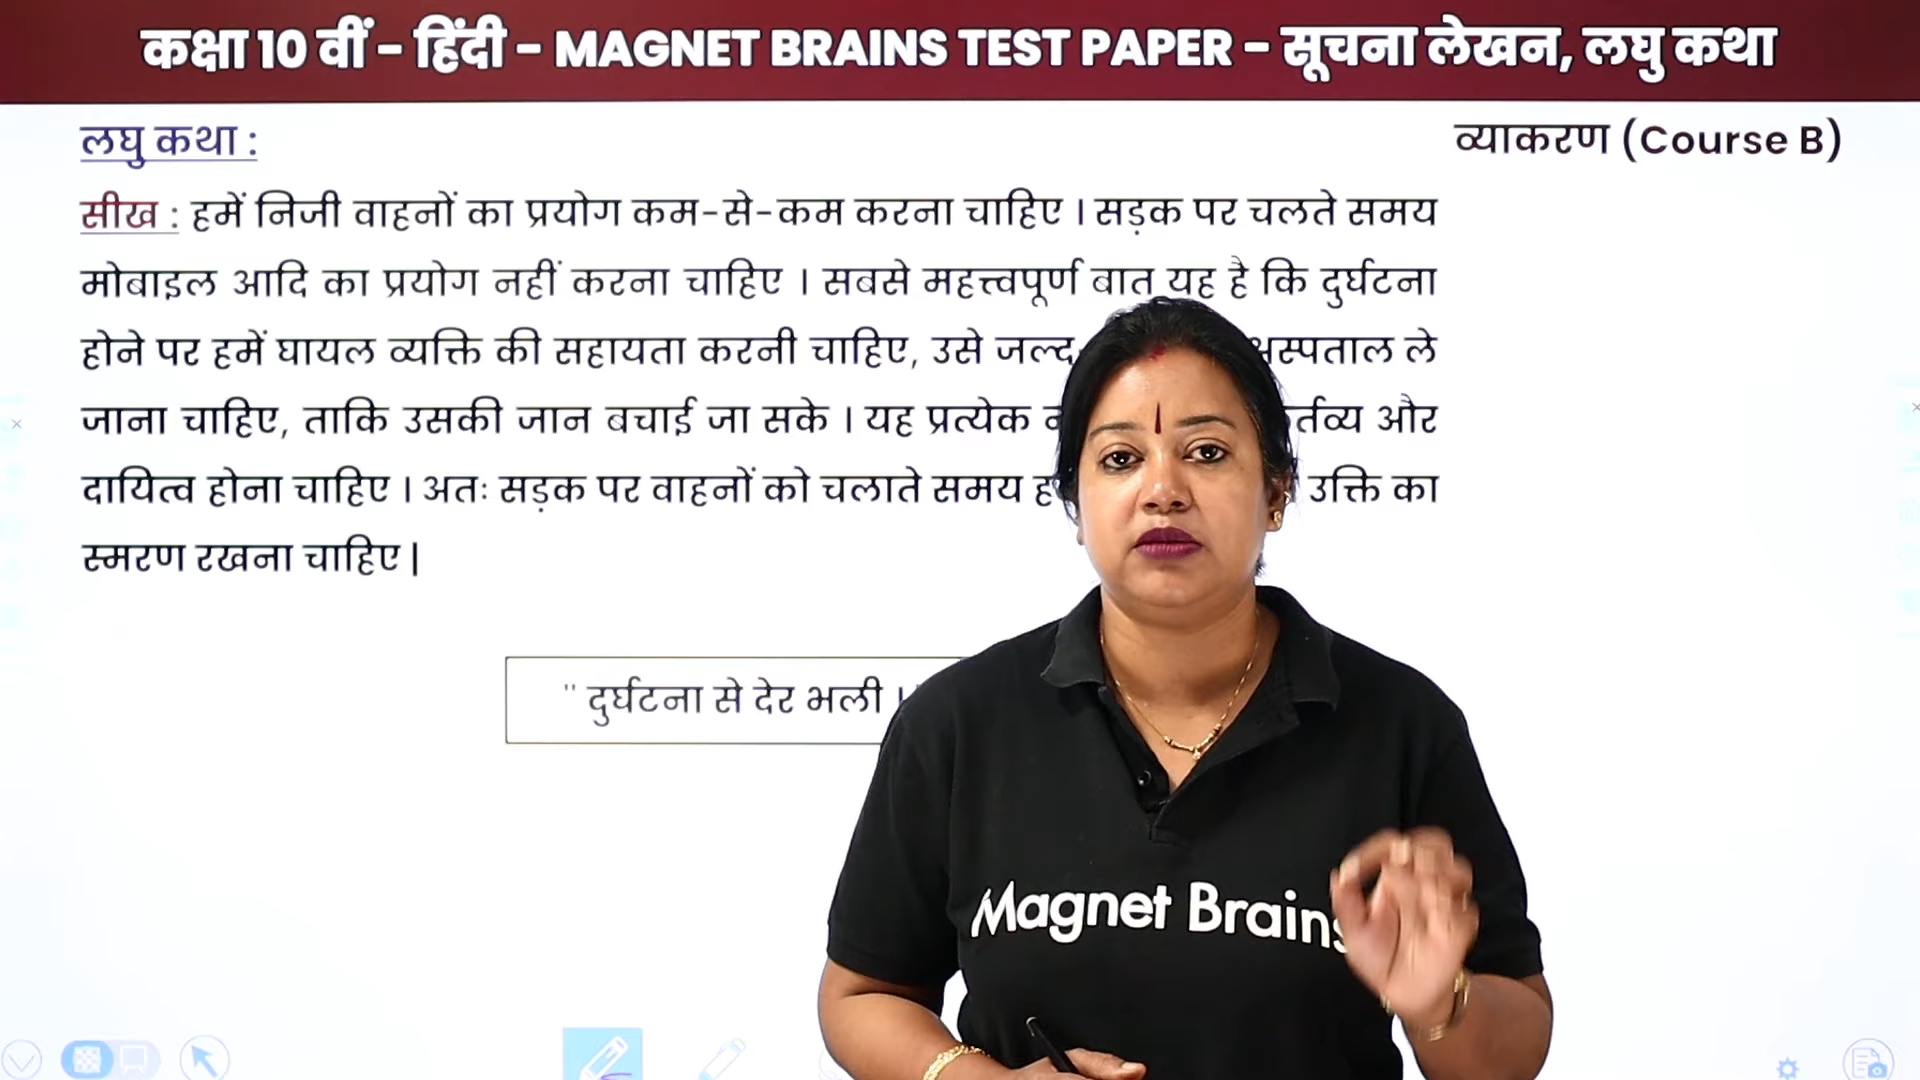 कक्षा 10 वीं - हिंदी - MAGNET BRAINS TEST PAPER - सूचना लेखन, लघु कथा
लघु कथा :
व्याकरण (Course B)
सीख : हमें निजी वाहनों का प्रयोग कम-से-कम करना चाहिए । सड़क पर चलते समय
मोबाइल आदि का प्रयोग नहीं करना चाहिए । सबसे महत्त्वपूर्ण बात यह है कि दुर्घटना
होने पर हमें घायल व्यक्ति की सहायता करनी चाहिए, उसे जल्द अस्पताल ले
जाना चाहिए, ताकि उसकी जान बचाई जा सके । यह प्रत्येक और
दायित्व होना चाहिए । अतः सड़क पर वाहनों को चलाते समय उक्ति का
स्मरण रखना चाहिए |
" दुर्घटना से देर भली ।
Magnet Brains